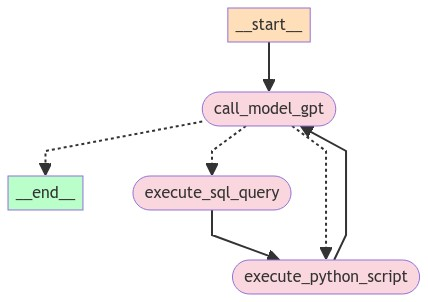 __start__
call_model_gpt
__end__
execute_sql_query
execute_python_script